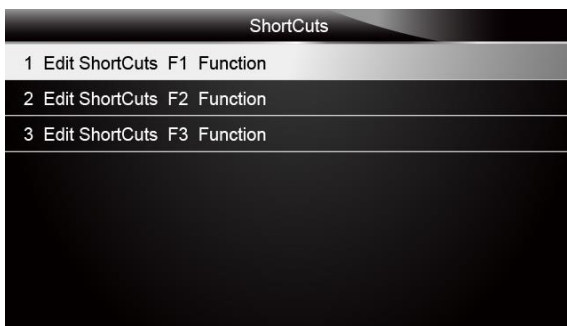 ShortCuts
1 Edit ShortCuts F1 Function
2 Edit ShortCuts F2 Function
3 Edit ShortCuts F3 Function